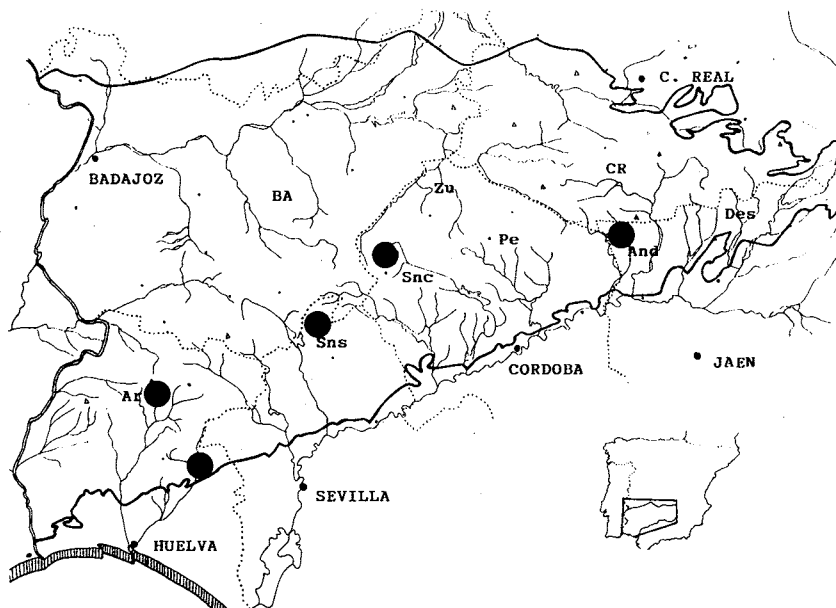 C. REAL
BADAJOZ
BA
Zu
CR
Des
Pe
And
Snc
Sns
CORDOBA
JAEN
Ar
SEVILLA
HUELVA